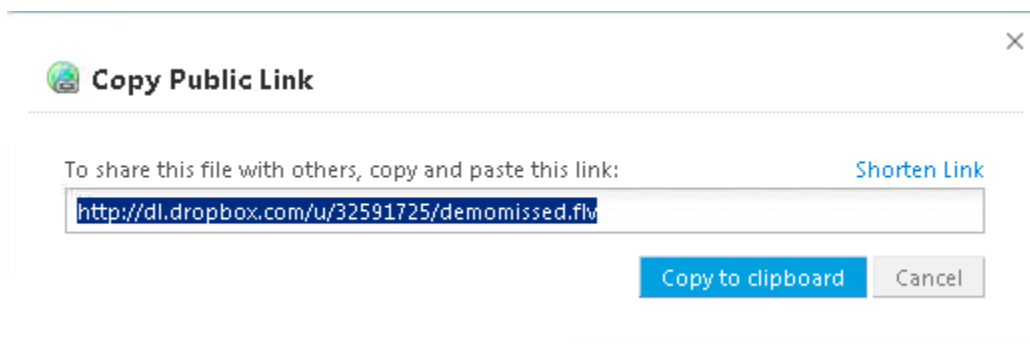 Copy Public Link
To share this file with others, copy and paste this link:
Shorten Link
http://dl.dropbox.com/u/32591725/demomissed.flv
Copy to clipboard
Cancel